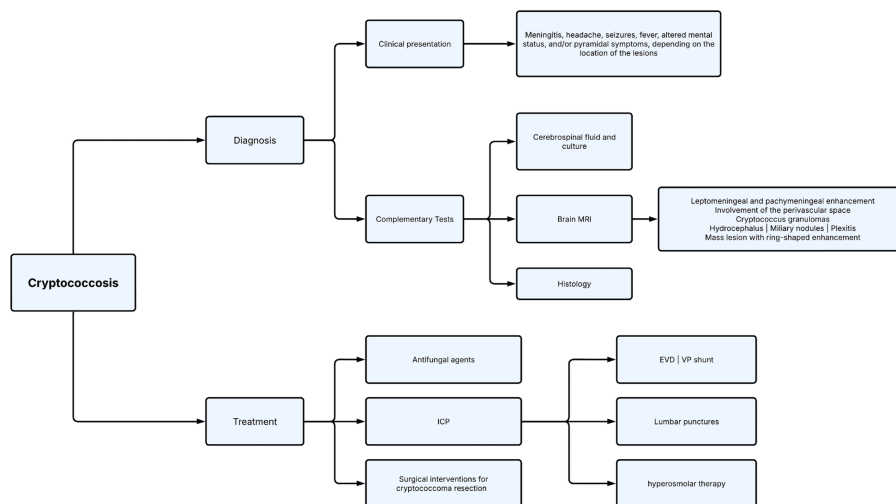 Clinical presentation
Meningitis, headache, seizures, fever, altered mental
status, and/or pyramidal symptoms, depending on the
location of the lesions
Diagnosis
Cerebrospinal fluid and
culture
Complementary Tests
Brain MRI
Leptomeningeal and pachymeningeal enhancement
Involvement of the perivascular space
Cryptococcus granulomas
Hydrocephalus | Miliary nodules | Plexitis
Mass lesion with ring-shaped enhancement
Histology
Cryptococcosis
Treatment
Antifungal agents
ICP
EVD | VP shunt
Lumbar punctures
hyperosmolar therapy
Surgical interventions for
cryptococcoma resection